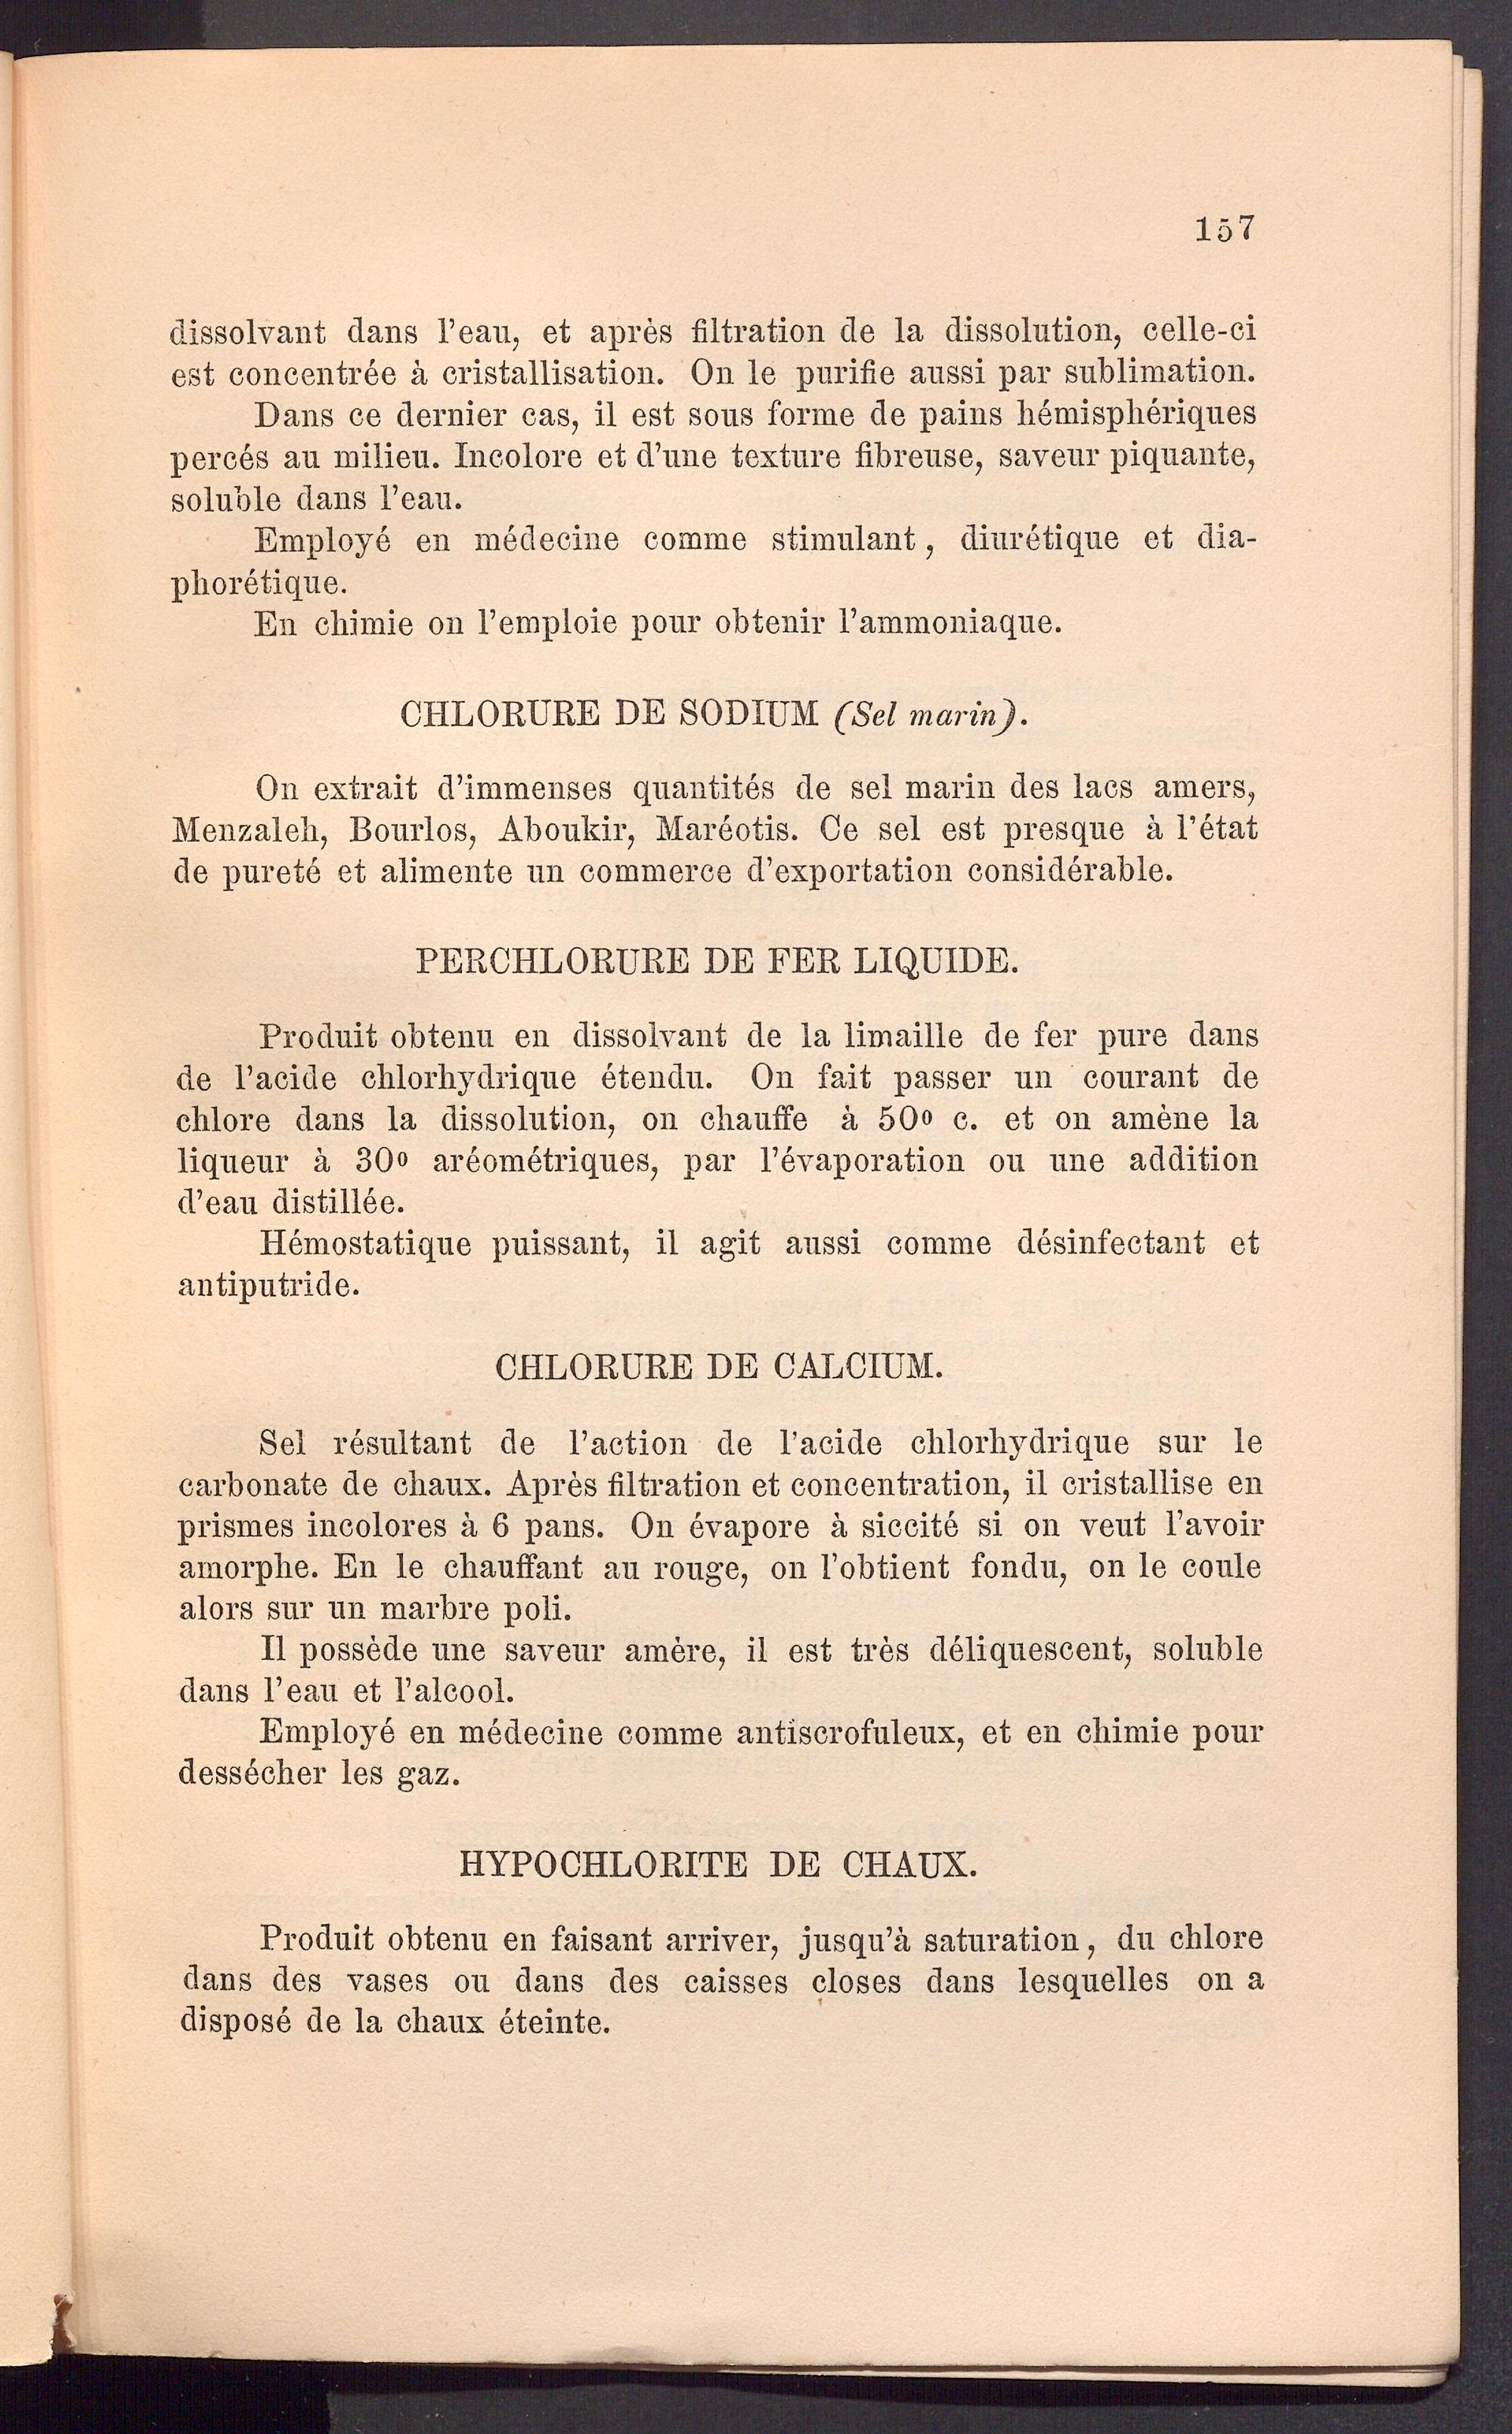 157
dissolvant dans l'eau, et après filtration de la dissolution, celle-ci
est concentrée à cristallisation. On le purifie aussi par sublimation.
Dans ce dernier cas, il est sous forme de pains hémisphériques
percés au milieu. Incolore et d'une texture fibreuse, saveur piquante,
soluble dans l'eau.
Employé en médecine comme stimulant, diurétique et dia-
phorétique.
En chimie on l'emploie pour obtenir l'ammoniaque.
CHLORURE DE SODIUM (Sel marin).
On extrait d'immenses quantités de sel marin des lacs amers,
Menzaleh, Bourlos, Aboukir, Maréotis. Ce sel est presque à l'état
de pureté et alimente un commerce d'exportation considérable.
PERCHLORURE DE FER LIQUIDE.
Produit obtenu en dissolvant de la limaille de fer pure dans
de l'acide chlorhydrique étendu. On fait passer un courant de
chlore dans la dissolution, on chauffe à 50o c. et on amène la
liqueur à 30o aréométriques, par l'évaporation ou une addition
d'eau distillée.
Hémostatique puissant, il agit aussi comme désinfectant et
antiputride.
CHLORURE DE CALCIUM.
Sel résultant de l'action de l'acide chlorhydrique sur le
carbonate de chaux. Après filtration et concentration, il cristallise en
prismes incolores à 6 pans. On évapore à siccité si on veut l'avoir
amorphe. En le chauffant au rouge, on l'obtient fondu, on le coule
alors sur un marbre poli.
Il possède une saveur amère, il est très déliquescent, soluble
dans l'eau et l'alcool.
Employé en médecine comme antiscrofuleux, et en chimie pour
dessécher les gaz.
HYPOCHLORITE DE CHAUX.
Produit obtenu en faisant arriver, jusqu'à saturation, du chlore
dans des vases ou dans des caisses closes dans lesquelles on a
disposé de la chaux éteinte.